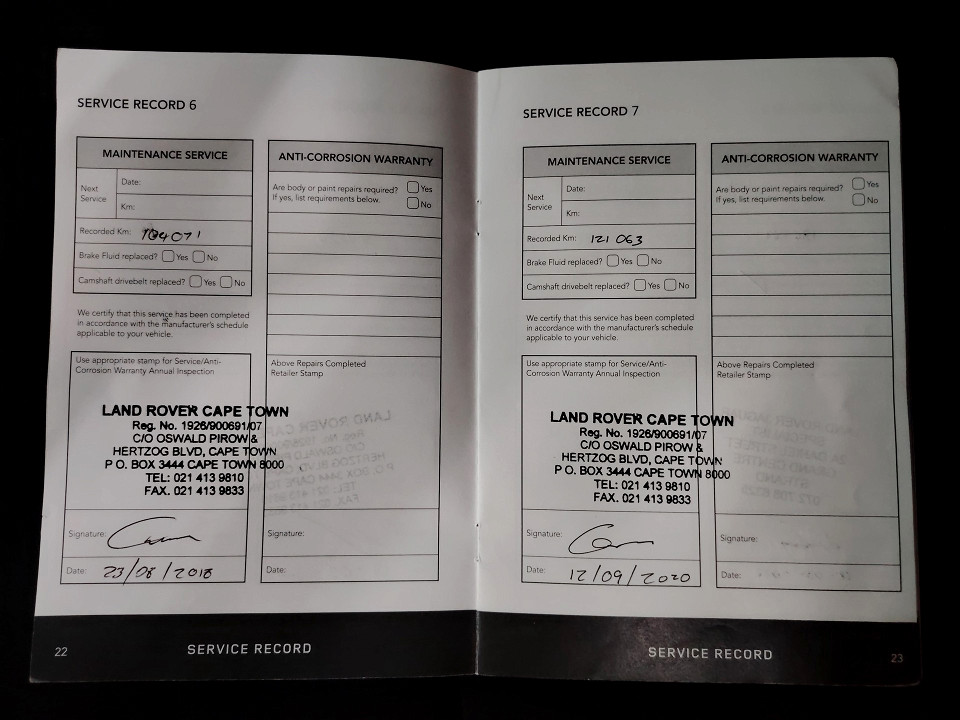 SERVICE RECORD 6
MAINTENANCE SERVICE
Next
Service
Date:
Km:
Recorded Km: 104071
Brake Fluid replaced? Yes No
Camshaft drivebelt replaced? Yes No
We certify that this service has been completed
in accordance with the manufacturer's schedule
applicable to your vehicle.
Use appropriate stamp for Service/Anti-
Corrosion Warranty Annual Inspection
LAND ROVER CAPE TOWN
Reg. No. 1926/900691/07
C/O OSWALD PIROW &
HERTZOG BLVD, CAPE TOWN
P O. BOX 3444 CAPE TOWN 8000
TEL: 021 413 9810
FAX. 021 413 9833
Signature:
Date: 23/08/2018
ANTI-CORROSION WARRANTY
Are body or paint repairs required? Yes
If yes, list requirements below. No
Above Repairs Completed
Retailer Stamp
Signature:
Date:
22
SERVICE RECORD
SERVICE RECORD 7
MAINTENANCE SERVICE
Next
Service
Date:
Km:
Recorded Km: 121 063
Brake Fluid replaced? Yes No
Camshaft drivebelt replaced? Yes No
We certify that this service has been completed
in accordance with the manufacturer's schedule
applicable to your vehicle.
Use appropriate stamp for Service/Anti-
Corrosion Warranty Annual Inspection
LAND ROVER CAPE TOWN
Reg. No. 1926/900691/07
C/O OSWALD PIROW &
HERTZOG BLVD, CAPE TOWN
P O. BOX 3444 CAPE TOWN 8000
TEL: 021 413 9810
FAX. 021 413 9833
Signature:
Date: 12/09/2020
ANTI-CORROSION WARRANTY
Are body or paint repairs required? Yes
If yes, list requirements below. No
Above Repairs Completed
Retailer Stamp
Signature:
Date:
SERVICE RECORD
23